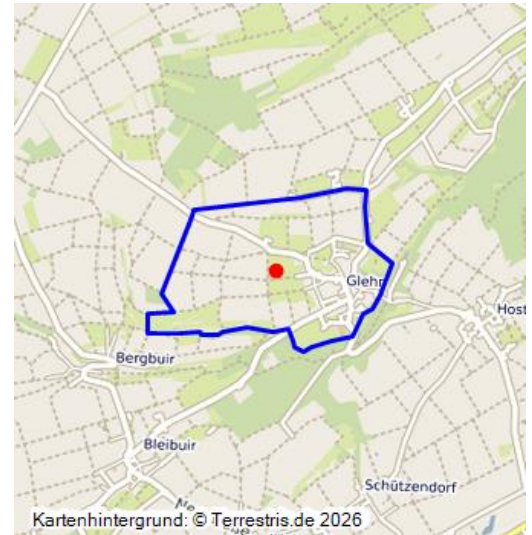 Glehn
Host
Bergbuir
Bleibuir
Schützendorf
Kartenhintergrund: © Terrestris.de 2026